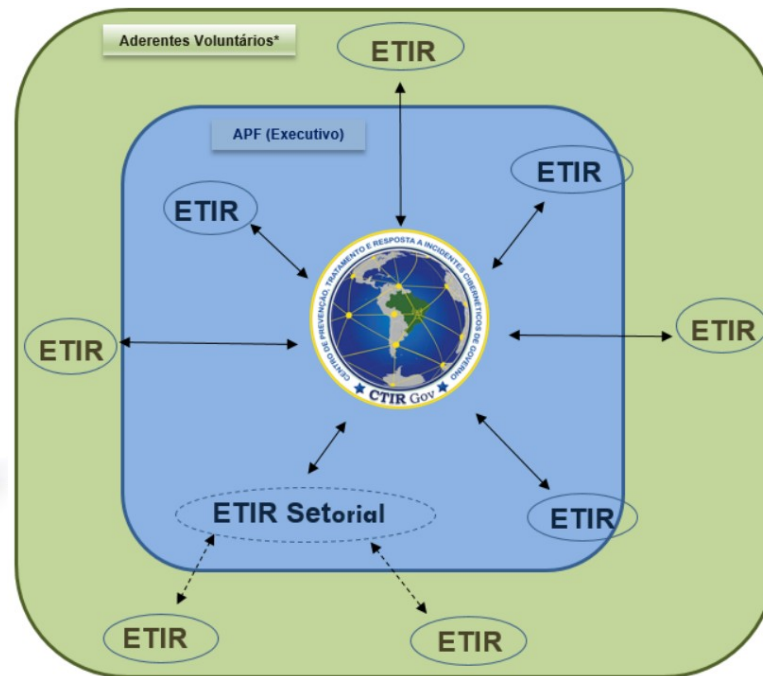 Aderentes Voluntários*
ETIR
APF (Executivo)
ETIR
ETIR
CENTRO DE PREVENÇÃO, TRATAMENTO E RESPOSTA A INCIDENTES CIBERNÉTICOS DE GOVERNO
CTIR Gov
ETIR
ETIR
ETIR Setorial
ETIR
ETIR
ETIR